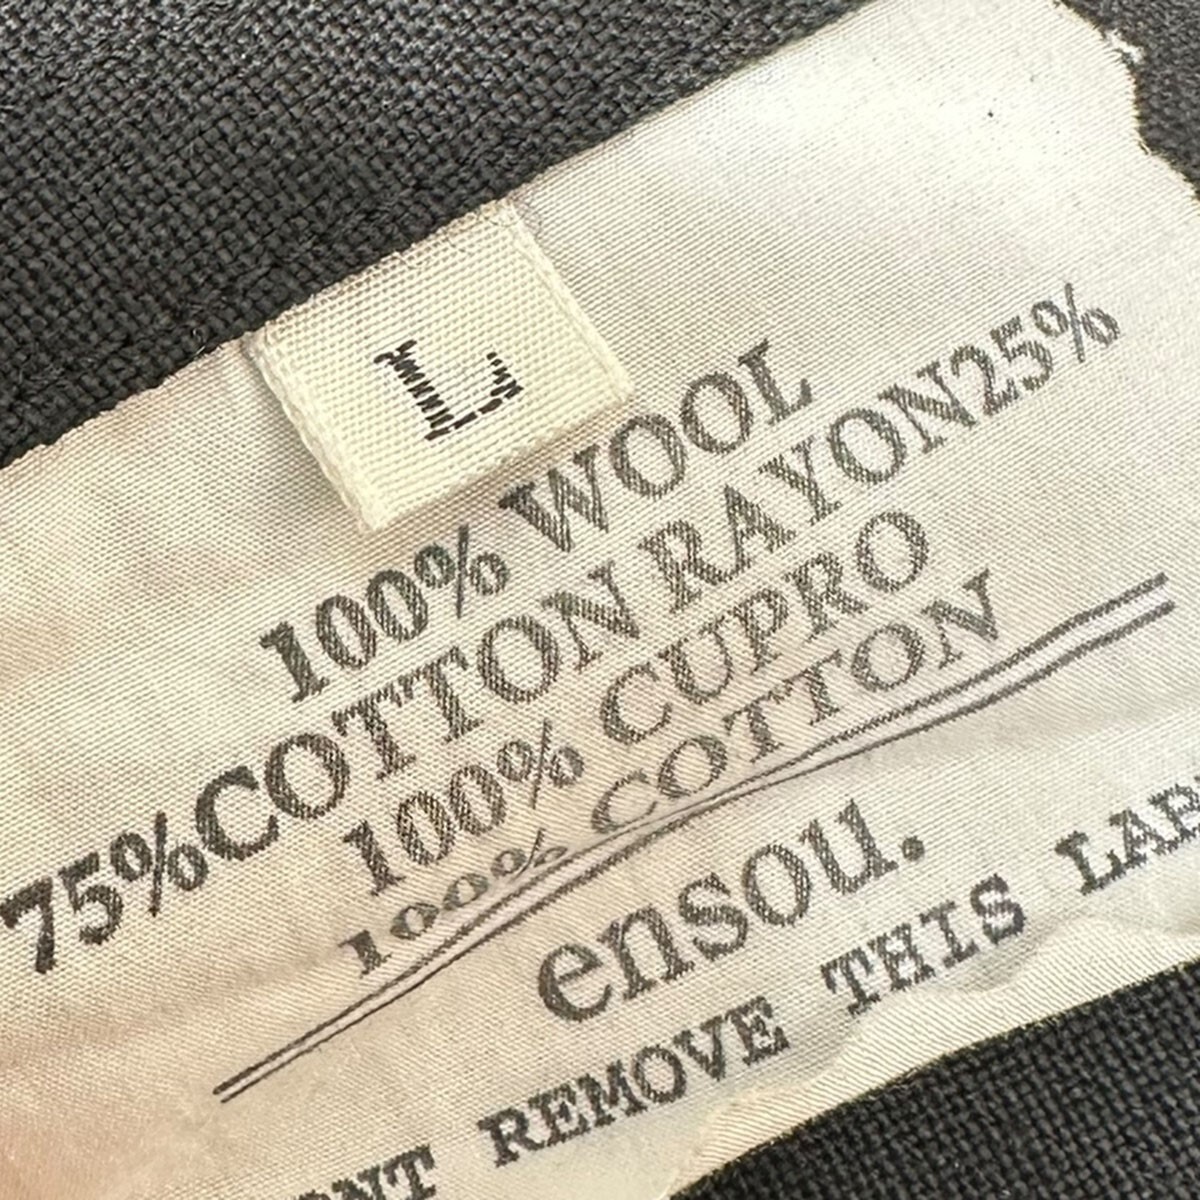 L
100% WOOL
75%COTTON RAYON25%
100% CUPRO
100% COTTON
ensou.
REMOVE THIS